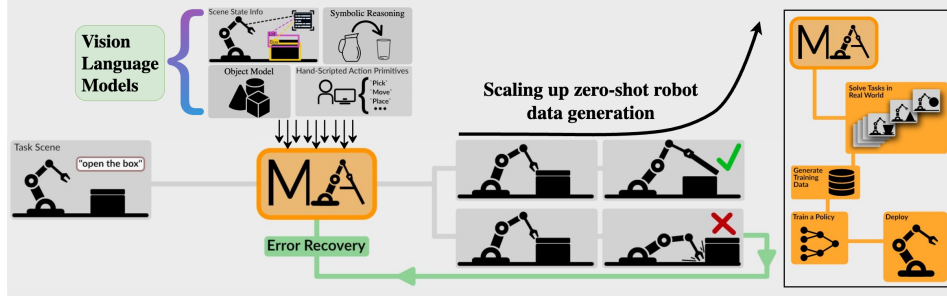 Vision
Language
Models
Scene State Info
Symbolic Reasoning
Object Model
Hand-Scripted Action Primitives
`Pick`
`Move`
`Place`
•••
Task Scene
"open the box"
MA
Error Recovery
Scaling up zero-shot robot
data generation
MA
Solve Tasks in
Real World
Generate
Training
Data
Train a Policy
Deploy